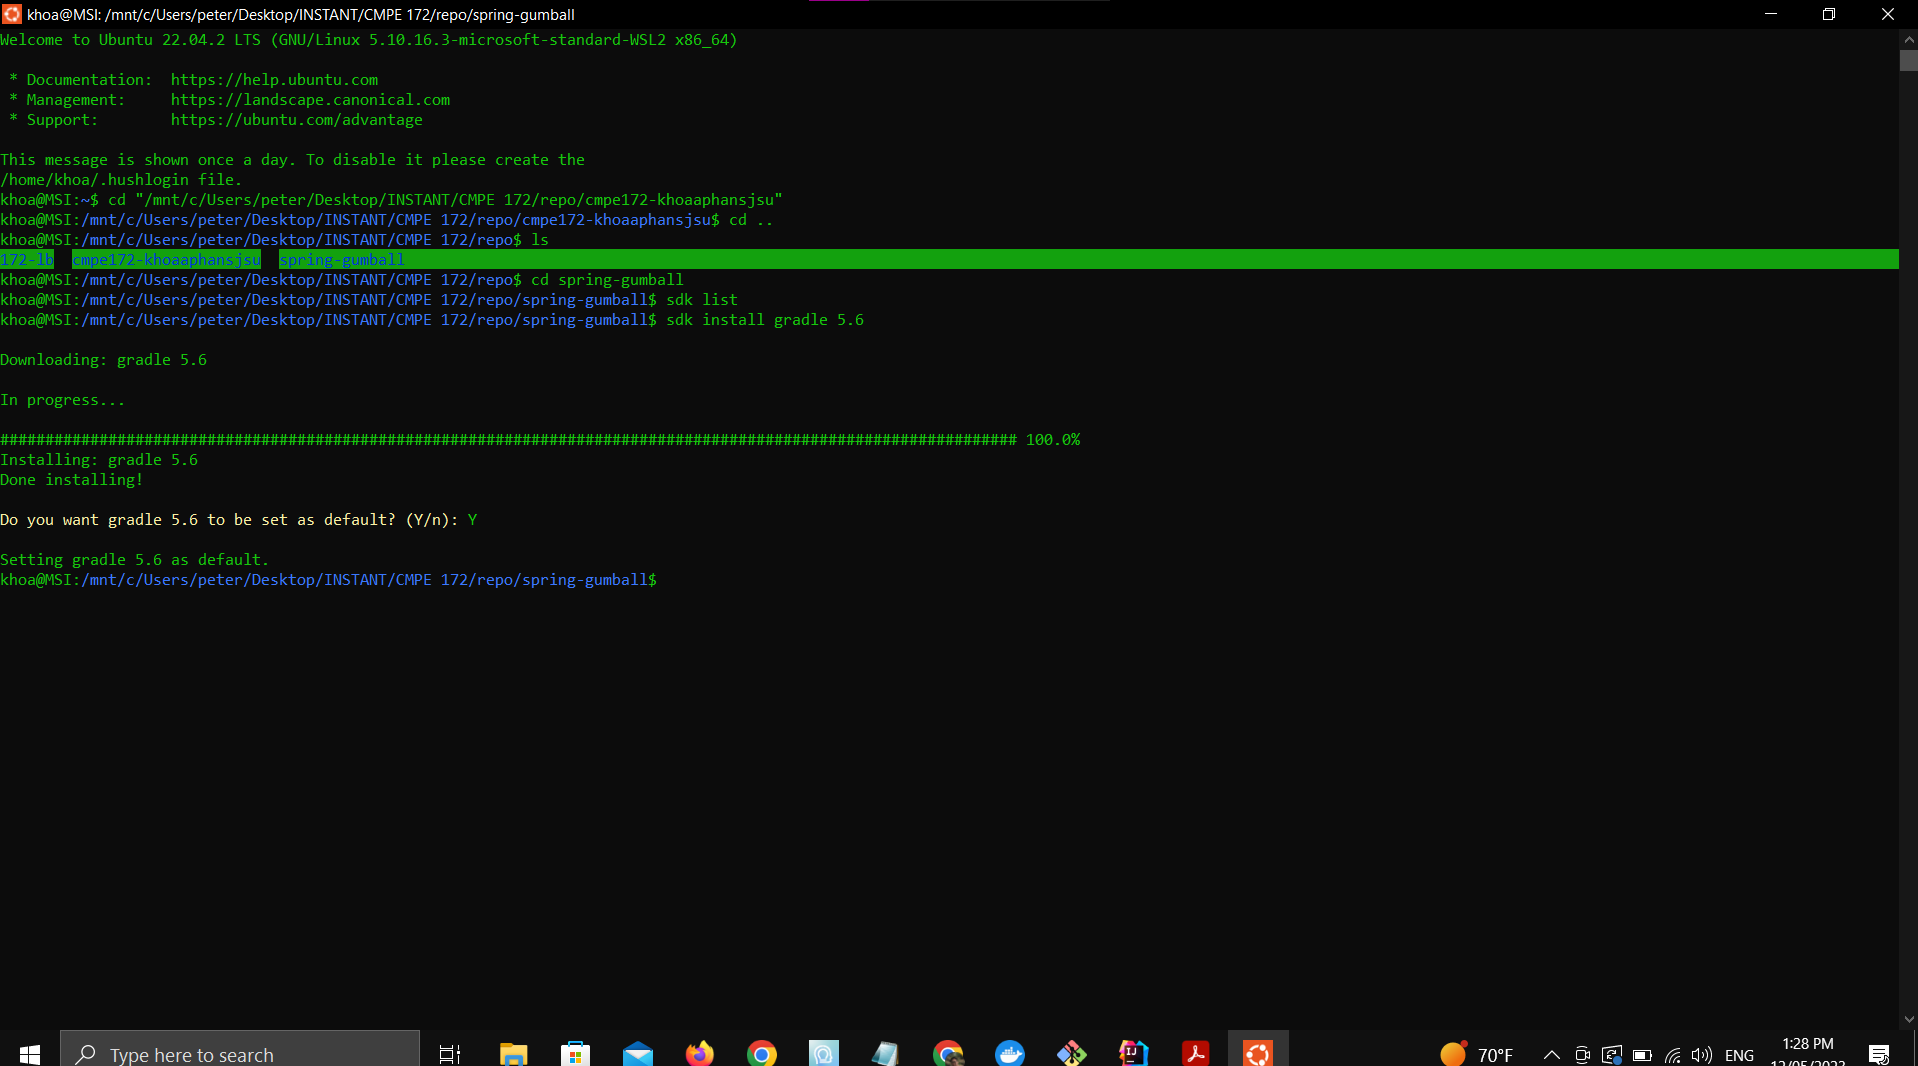 khoa@MSI: /mnt/c/Users/peter/Desktop/INSTANT/CMPE 172/repo/spring-gumball
Welcome to Ubuntu 22.04.2 LTS (GNU/Linux 5.10.16.3-microsoft-standard-WSL2 x86_64)
* Documentation:  https://help.ubuntu.com
* Management:     https://landscape.canonical.com
* Support:        https://ubuntu.com/advantage
This message is shown once a day. To disable it please create the
/home/khoa/.hushlogin file.
khoa@MSI:~$ cd "/mnt/c/Users/peter/Desktop/INSTANT/CMPE 172/repo/cmpe172-khoaaphansjsu"
khoa@MSI:/mnt/c/Users/peter/Desktop/INSTANT/CMPE 172/repo/cmpe172-khoaaphansjsu$ cd ..
khoa@MSI:/mnt/c/Users/peter/Desktop/INSTANT/CMPE 172/repo$ ls
172-lb  cmpe172-khoaaphansjsu  spring-gumball
khoa@MSI:/mnt/c/Users/peter/Desktop/INSTANT/CMPE 172/repo$ cd spring-gumball
khoa@MSI:/mnt/c/Users/peter/Desktop/INSTANT/CMPE 172/repo/spring-gumball$ sdk list
khoa@MSI:/mnt/c/Users/peter/Desktop/INSTANT/CMPE 172/repo/spring-gumball$ sdk install gradle 5.6
Downloading: gradle 5.6
In progress...
################################################################################################################# 100.0%
Installing: gradle 5.6
Done installing!
Do you want gradle 5.6 to be set as default? (Y/n): Y
Setting gradle 5.6 as default.
khoa@MSI:/mnt/c/Users/peter/Desktop/INSTANT/CMPE 172/repo/spring-gumball$
Type here to search
70°F
ENG
1:28 PM